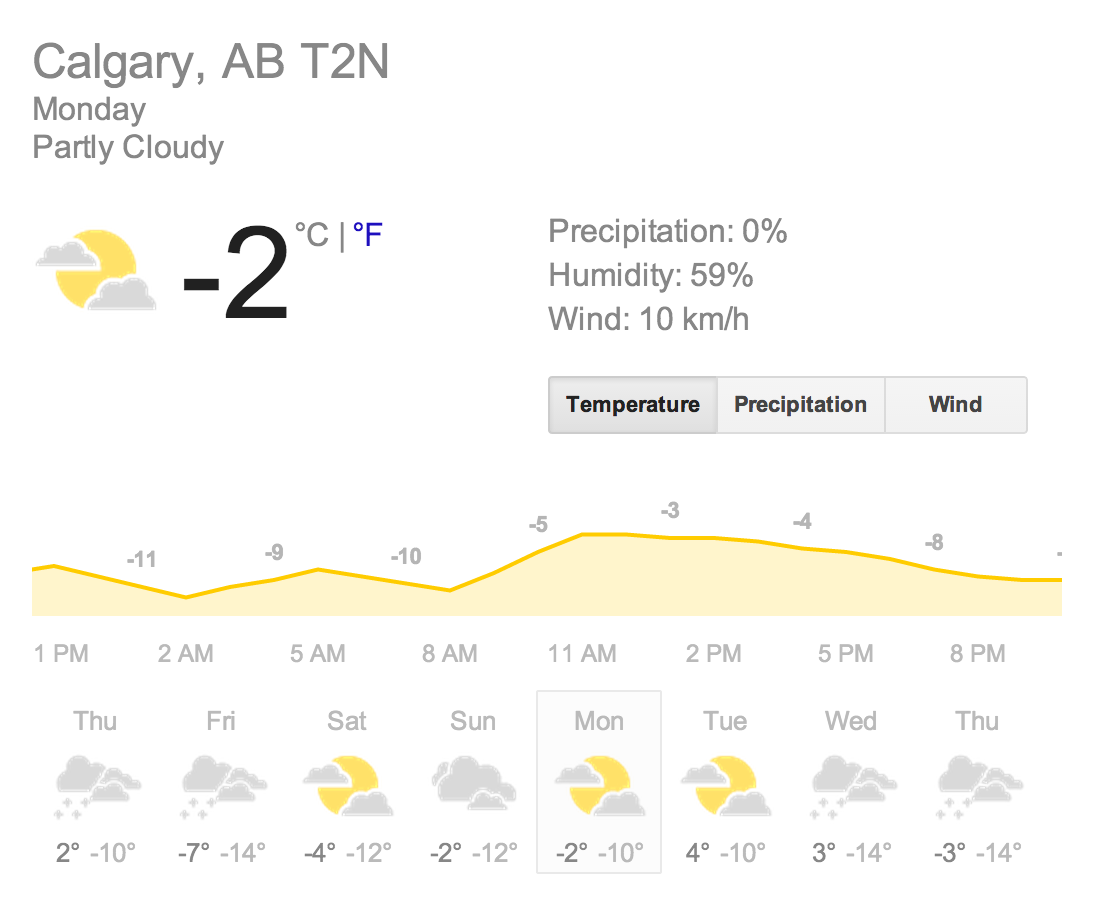 Calgary, AB T2N
Monday
Partly Cloudy
-2 °C | °F
Precipitation: 0%
Humidity: 59%
Wind: 10 km/h
Temperature Precipitation Wind
-11 -9 -10 -5 -3 -4 -8 -
1 PM 2 AM 5 AM 8 AM 11 AM 2 PM 5 PM 8 PM
Thu Fri Sat Sun Mon Tue Wed Thu
2° -10° -7° -14° -4° -12° -2° -12° -2° -10° 4° -10° 3° -14° -3° -14°